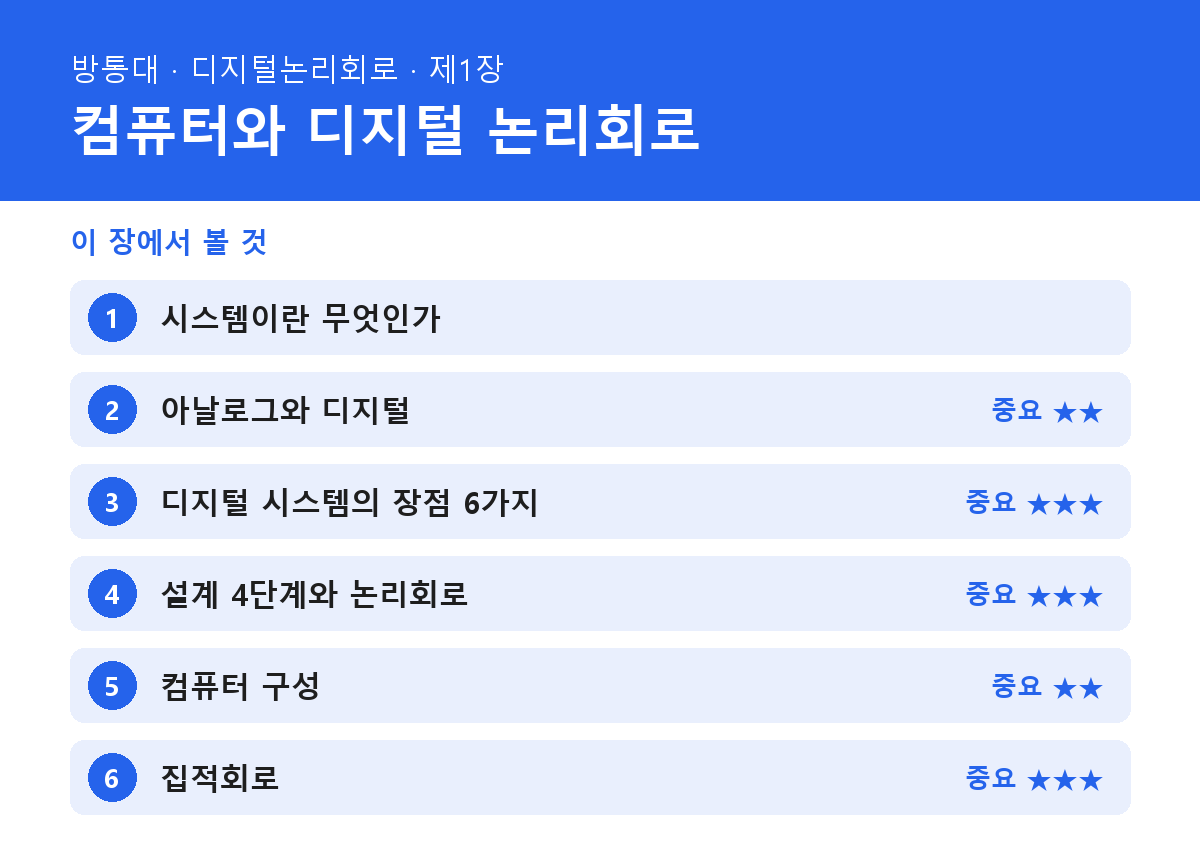 방통대 · 디지털논리회로 · 제1장
컴퓨터와 디지털 논리회로
이 장에서 볼 것
1 시스템이란 무엇인가
2 아날로그와 디지털 중요 ★★
3 디지털 시스템의 장점 6가지 중요 ★★★
4 설계 4단계와 논리회로 중요 ★★★
5 컴퓨터 구성 중요 ★★
6 집적회로 중요 ★★★